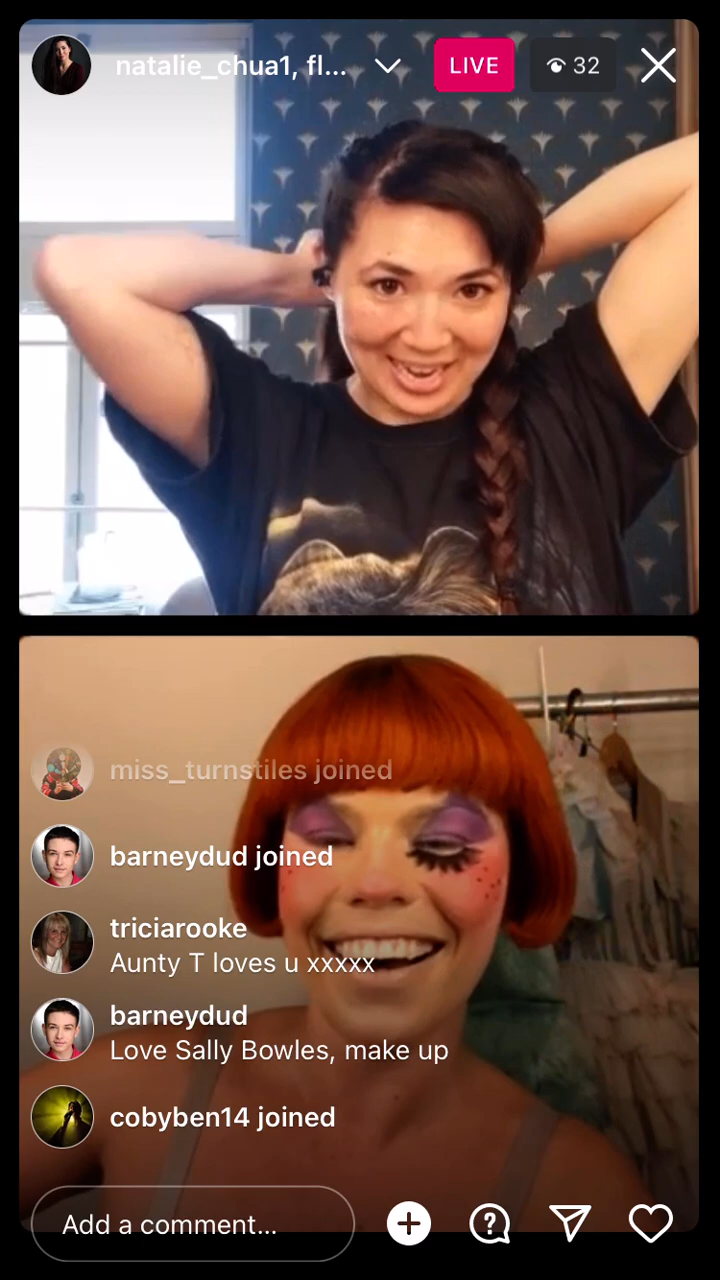 natalie_chua1, fl...
LIVE
32
miss_turnstiles joined
barneydud joined
triciarooke
Aunty T loves u xxxxx
barneydud
Love Sally Bowles, make up
cobyben14 joined
Add a comment...